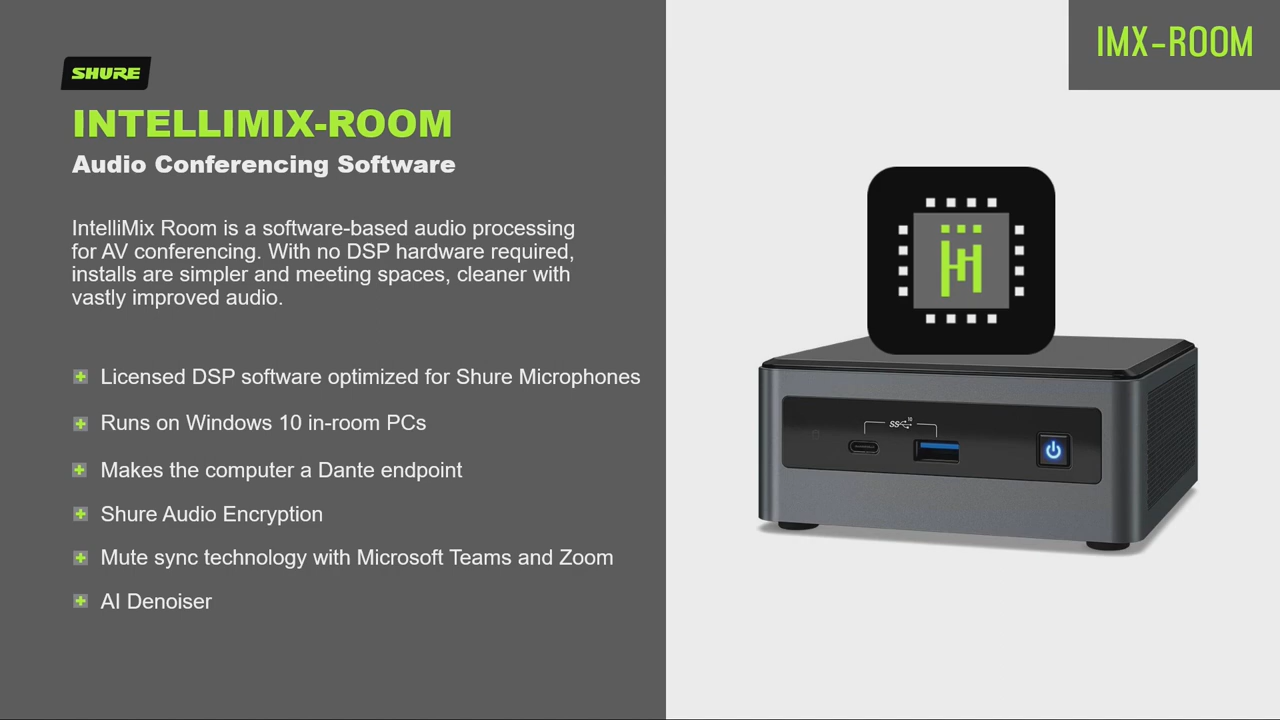 SHURE
INTELLIMIX-ROOM
Audio Conferencing Software
IntelliMix Room is a software-based audio processing
for AV conferencing. With no DSP hardware required,
installs are simpler and meeting spaces, cleaner with
vastly improved audio.
Licensed DSP software optimized for Shure Microphones
Runs on Windows 10 in-room PCs
Makes the computer a Dante endpoint
Shure Audio Encryption
Mute sync technology with Microsoft Teams and Zoom
AI Denoiser
IMX-ROOM
SS 10